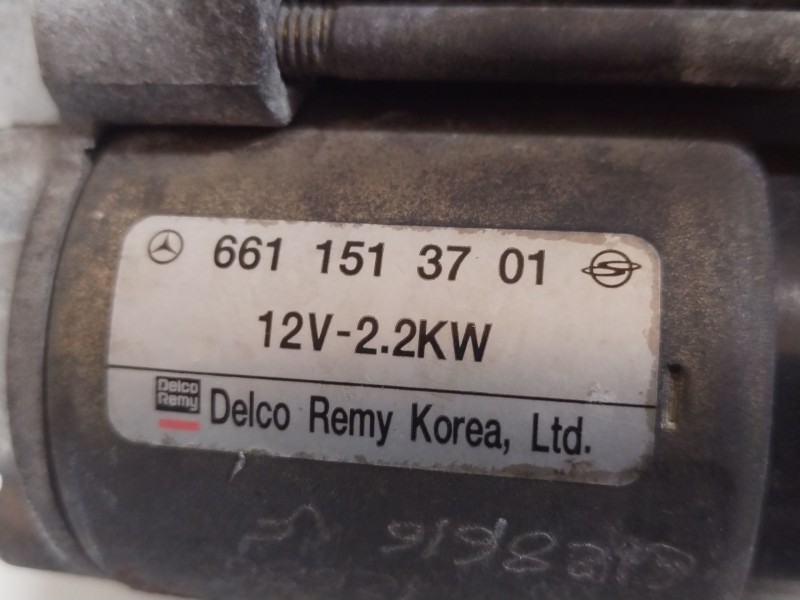 661 151 37 01
12V-2.2KW
Delco
Remy
Delco Remy Korea, Ltd.